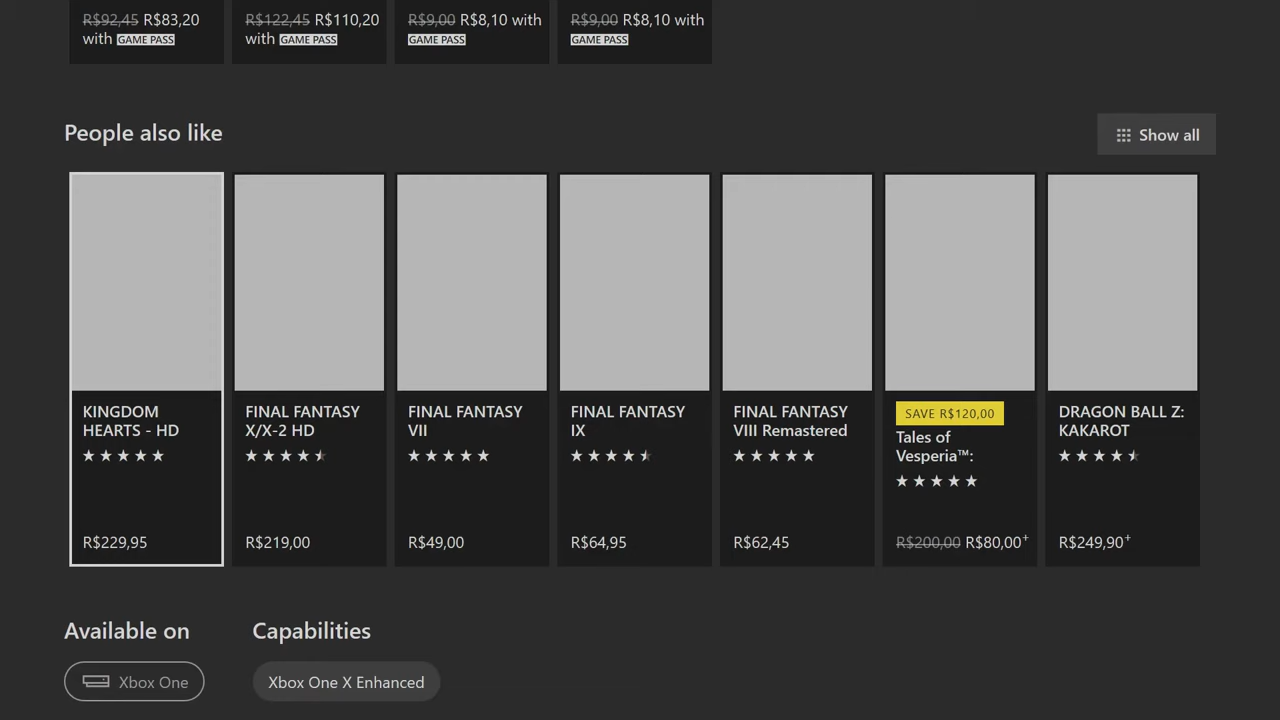 R$92,45 R$83,20
with GAME PASS
R$122,45 R$110,20
with GAME PASS
R$9,00 R$8,10 with
GAME PASS
R$9,00 R$8,10 with
GAME PASS
People also like
Show all
KINGDOM
HEARTS - HD
R$229,95
FINAL FANTASY
X/X-2 HD
R$219,00
FINAL FANTASY
VII
R$49,00
FINAL FANTASY
IX
R$64,95
FINAL FANTASY
VIII Remastered
R$62,45
SAVE R$120,00
Tales of
Vesperia™:
R$200,00 R$80,00+
DRAGON BALL Z:
KAKAROT
R$249,90+
Available on
Xbox One
Capabilities
Xbox One X Enhanced